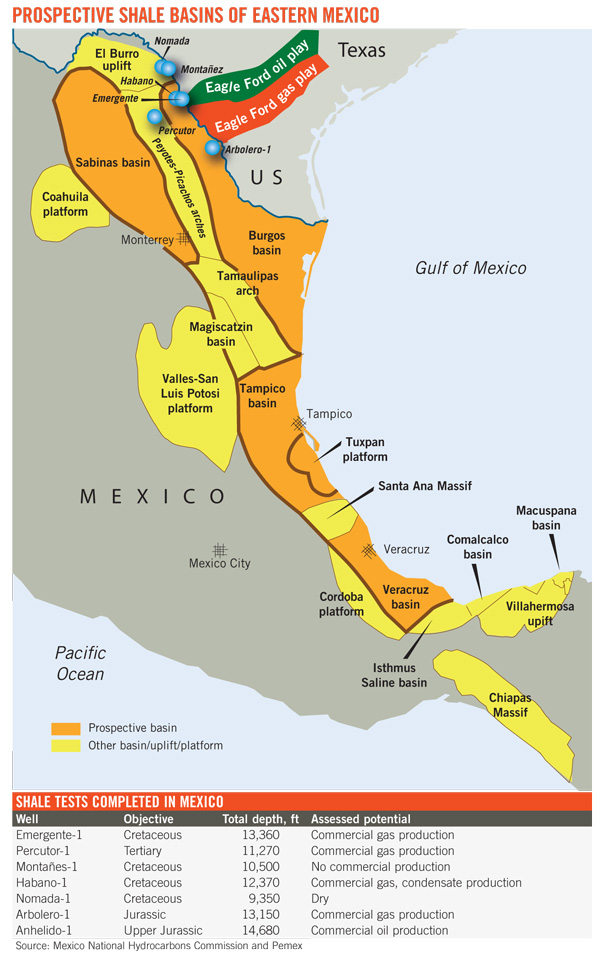 PROSPECTIVE SHALE BASINS OF EASTERN MEXICO
Nomada
Texas
El Burro
uplift
Montañez
Habano
Eagle Ford oil play
Emergente
Eagle Ford gas play
Percutor
Arbolero-1
Peyotes-Picachos arches
Sabinas basin
US
Coahuila
platform
Monterrey
Burgos
basin
Gulf of Mexico
Tamaulipas
arch
Magiscatzin
basin
Valles-San
Luis Potosi
platform
Tampico
basin
Tampico
Tuxpan
platform
Santa Ana Massif
MEXICO
Macuspana
basin
Comalcalco
basin
Veracruz
Mexico City
Cordoba
platform
Veracruz
basin
Villahermosa
upift
Pacific
Ocean
Isthmus
Saline basin
Chiapas
Massif
Prospective basin
Other basin/uplift/platform
SHALE TESTS COMPLETED IN MEXICO
Well Objective Total depth, ft Assessed potential
Emergente-1 Cretaceous 13,360 Commercial gas production
Percutor-1 Tertiary 11,270 Commercial gas production
Montañes-1 Cretaceous 10,500 No commercial production
Habano-1 Cretaceous 12,370 Commercial gas, condensate production
Nomada-1 Cretaceous 9,350 Dry
Arbolero-1 Jurassic 13,150 Commercial gas production
Anhelido-1 Upper Jurassic 14,680 Commercial oil production
Source: Mexico National Hydrocarbons Commission and Pemex